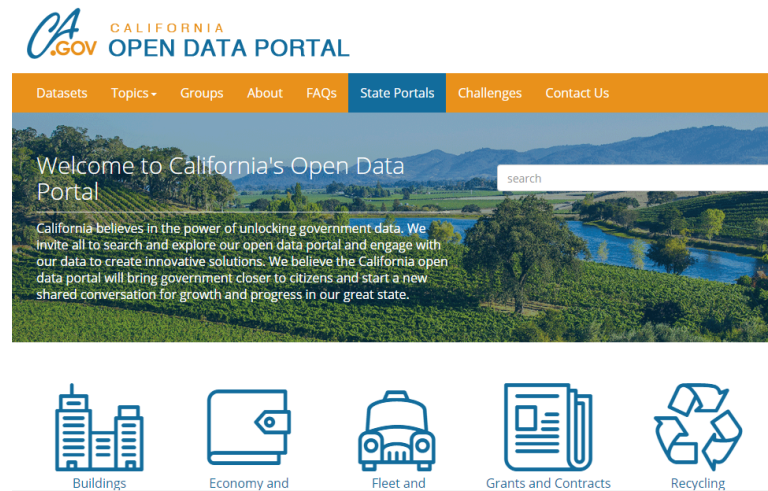 CA
.GOV
CALIFORNIA
OPEN DATA PORTAL
Datasets Topics Groups About FAQs State Portals Challenges Contact Us
Welcome to California's Open Data
Portal
search
California believes in the power of unlocking government data. We
invite all to search and explore our open data portal and engage with
our data to create innovative solutions. We believe the California open
data portal will bring government closer to citizens and start a new
shared conversation for growth and progress in our great state.
Buildings Economy and Fleet and Grants and Contracts Recycling